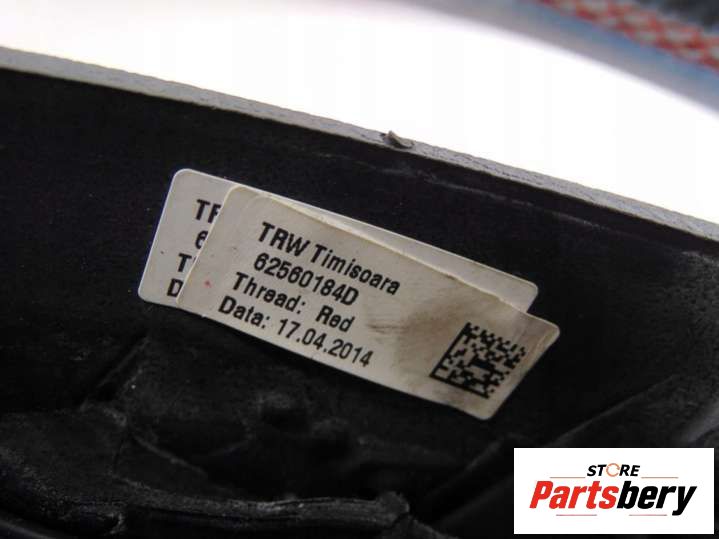 TRW Timisoara
62560184D
Thread: Red
Data: 17.04.2014
STORE
Partsbery